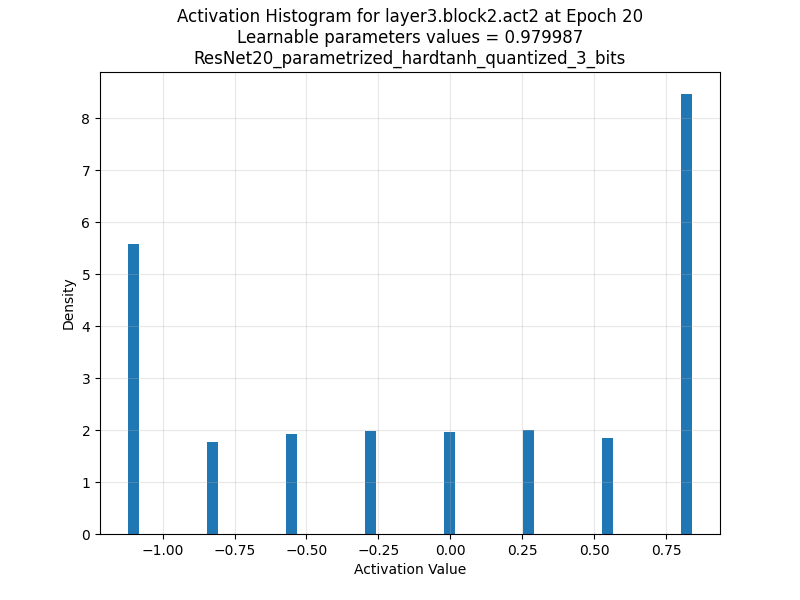 Activation Histogram for layer3.block2.act2 at Epoch 20
Learnable parameters values = 0.979987
ResNet20_parametrized_hardtanh_quantized_3_bits
8
7
6
5
4
3
2
1
0
Density
−1.00 −0.75 −0.50 −0.25 0.00 0.25 0.50 0.75
Activation Value